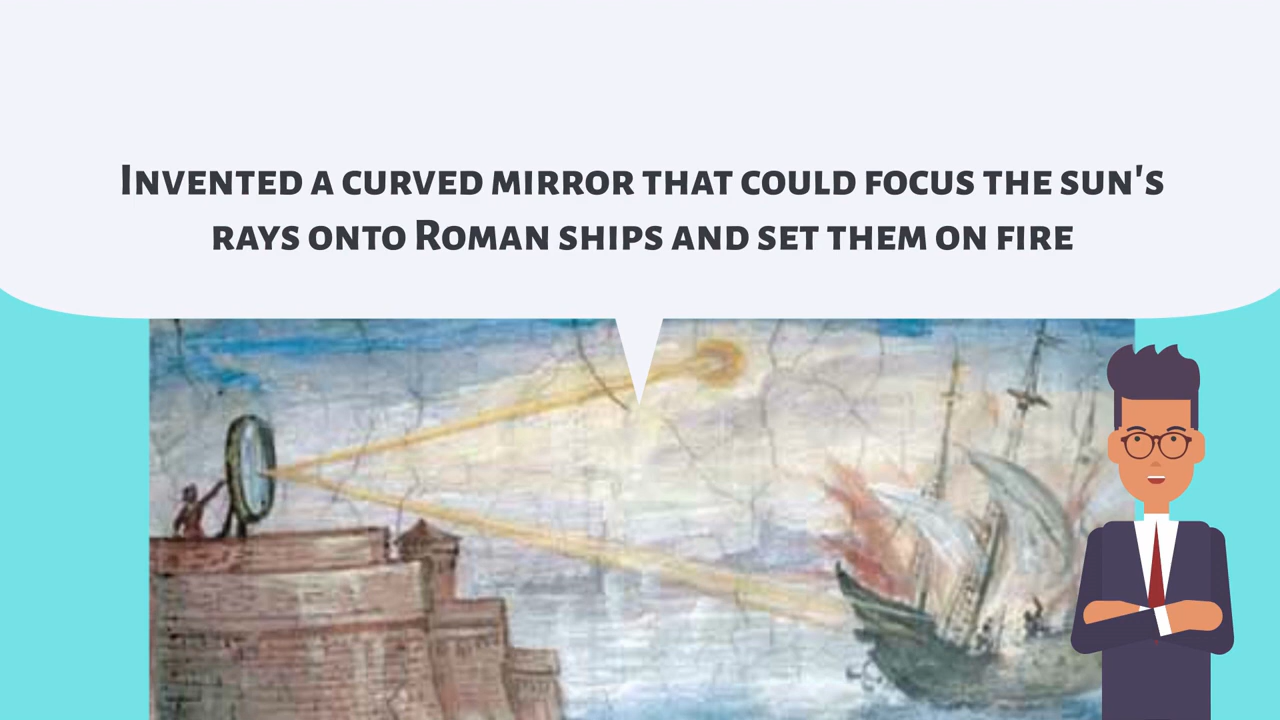 Invented a curved mirror that could focus the sun's
rays onto Roman ships and set them on fire